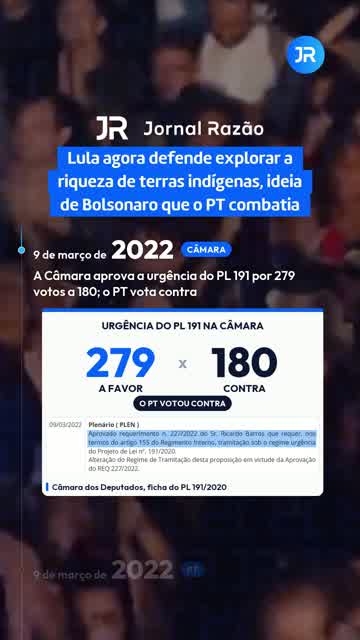 JR
JR Jornal Razão
Lula agora defende explorar a
riqueza de terras indígenas, ideia
de Bolsonaro que o PT combatia
9 de março de 2022 CÂMARA
A Câmara aprova a urgência do PL 191 por 279
votos a 180; o PT vota contra
URGÊNCIA DO PL 191 NA CÂMARA
279 x 180
A FAVOR CONTRA
O PT VOTOU CONTRA
09/03/2022 Plenário ( PLEN )
Aprovado requerimento n. 227/2022 do Sr. Ricardo Barros que requer, nos
termos do artigo 155 do Regimento Interno, tramitação sob o regime urgência
do Projeto de Lei nº. 191/2020.
Alteração do Regime de Tramitação desta proposição em virtude da Aprovação
do REQ 227/2022.
Câmara dos Deputados, ficha do PL 191/2020
9 de março de 2022 PT